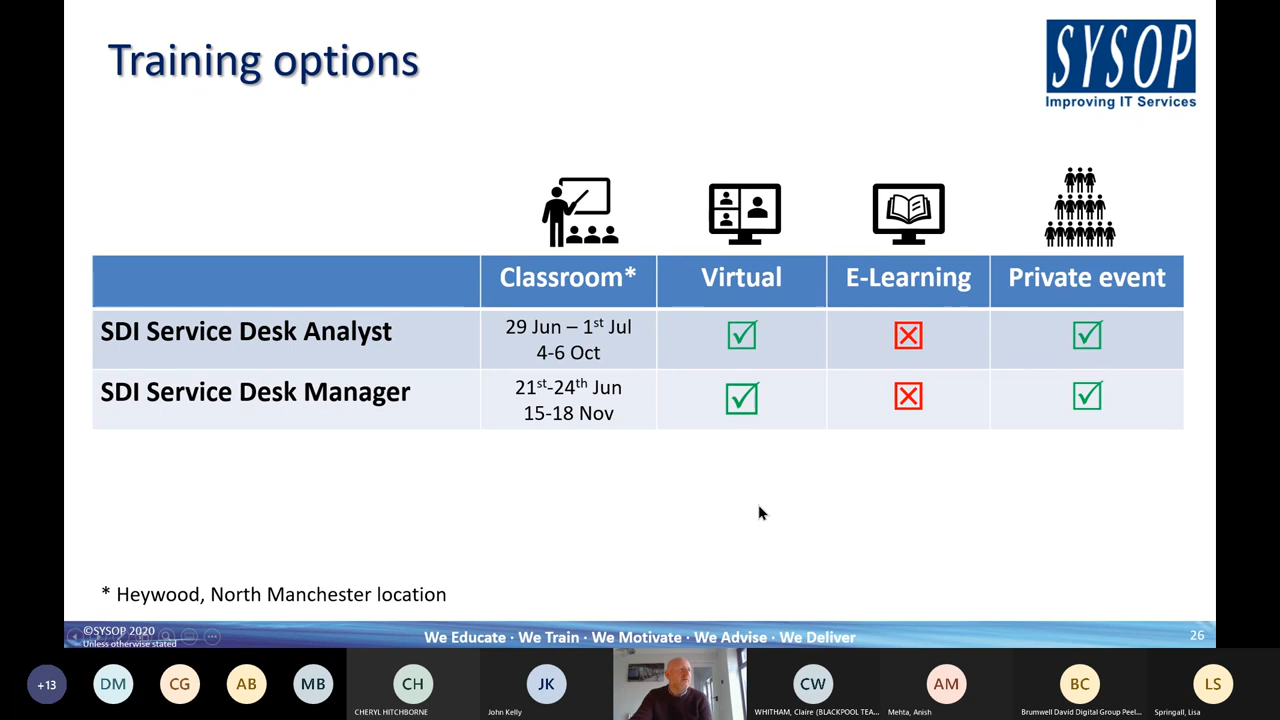 Training options
SYSOP
Improving IT Services
Classroom*
Virtual
E-Learning
Private event
SDI Service Desk Analyst
29 Jun – 1st Jul
4-6 Oct
SDI Service Desk Manager
21st-24th Jun
15-18 Nov
* Heywood, North Manchester location
©SYSOP 2020
Unless otherwise stated
We Educate · We Train · We Motivate · We Advise · We Deliver
26
+13
DM
CG
AB
MB
CH
JK
CW
AM
BC
LS
CHERYL HITCHBORNE
John Kelly
WHITHAM, Claire (BLACKPOOL TEA...
Mehta, Anish
Brumwell David Digital Group Peel...
Springall, Lisa